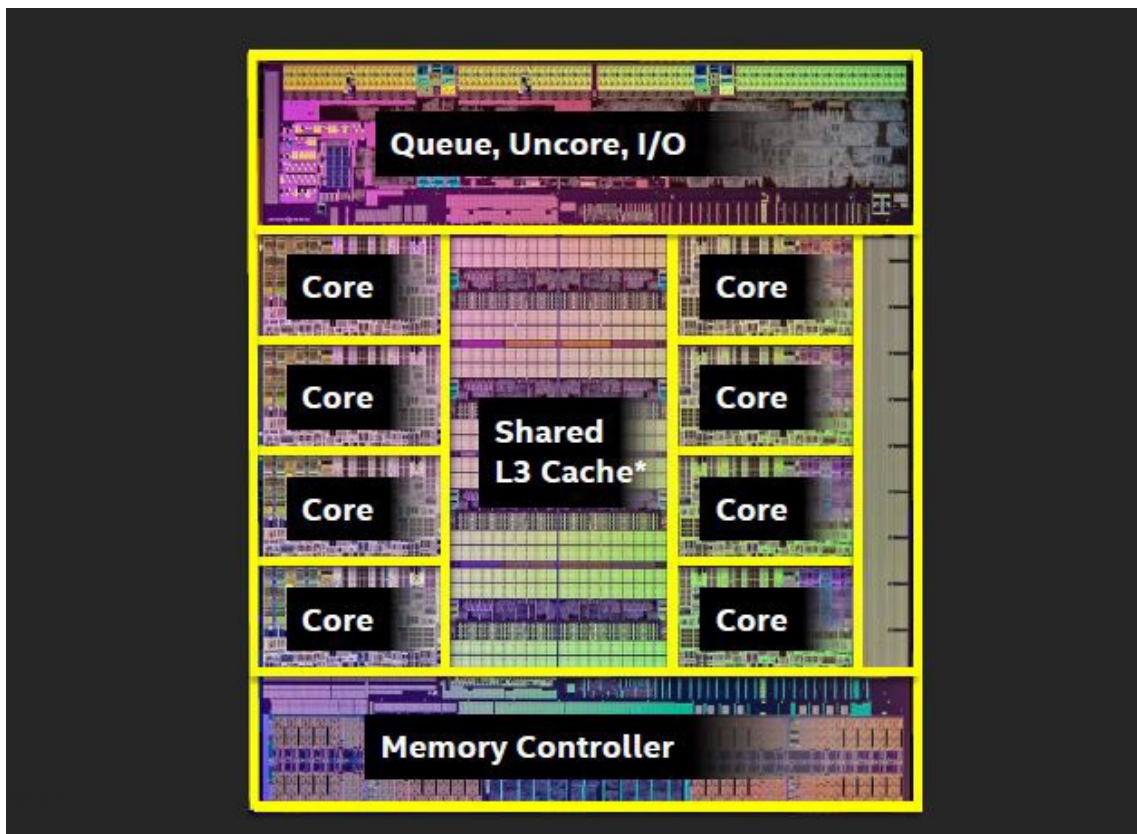 Queue, Uncore, I/O
Core
Core
Core
Core
Shared
L3 Cache*
Core
Core
Core
Core
Memory Controller